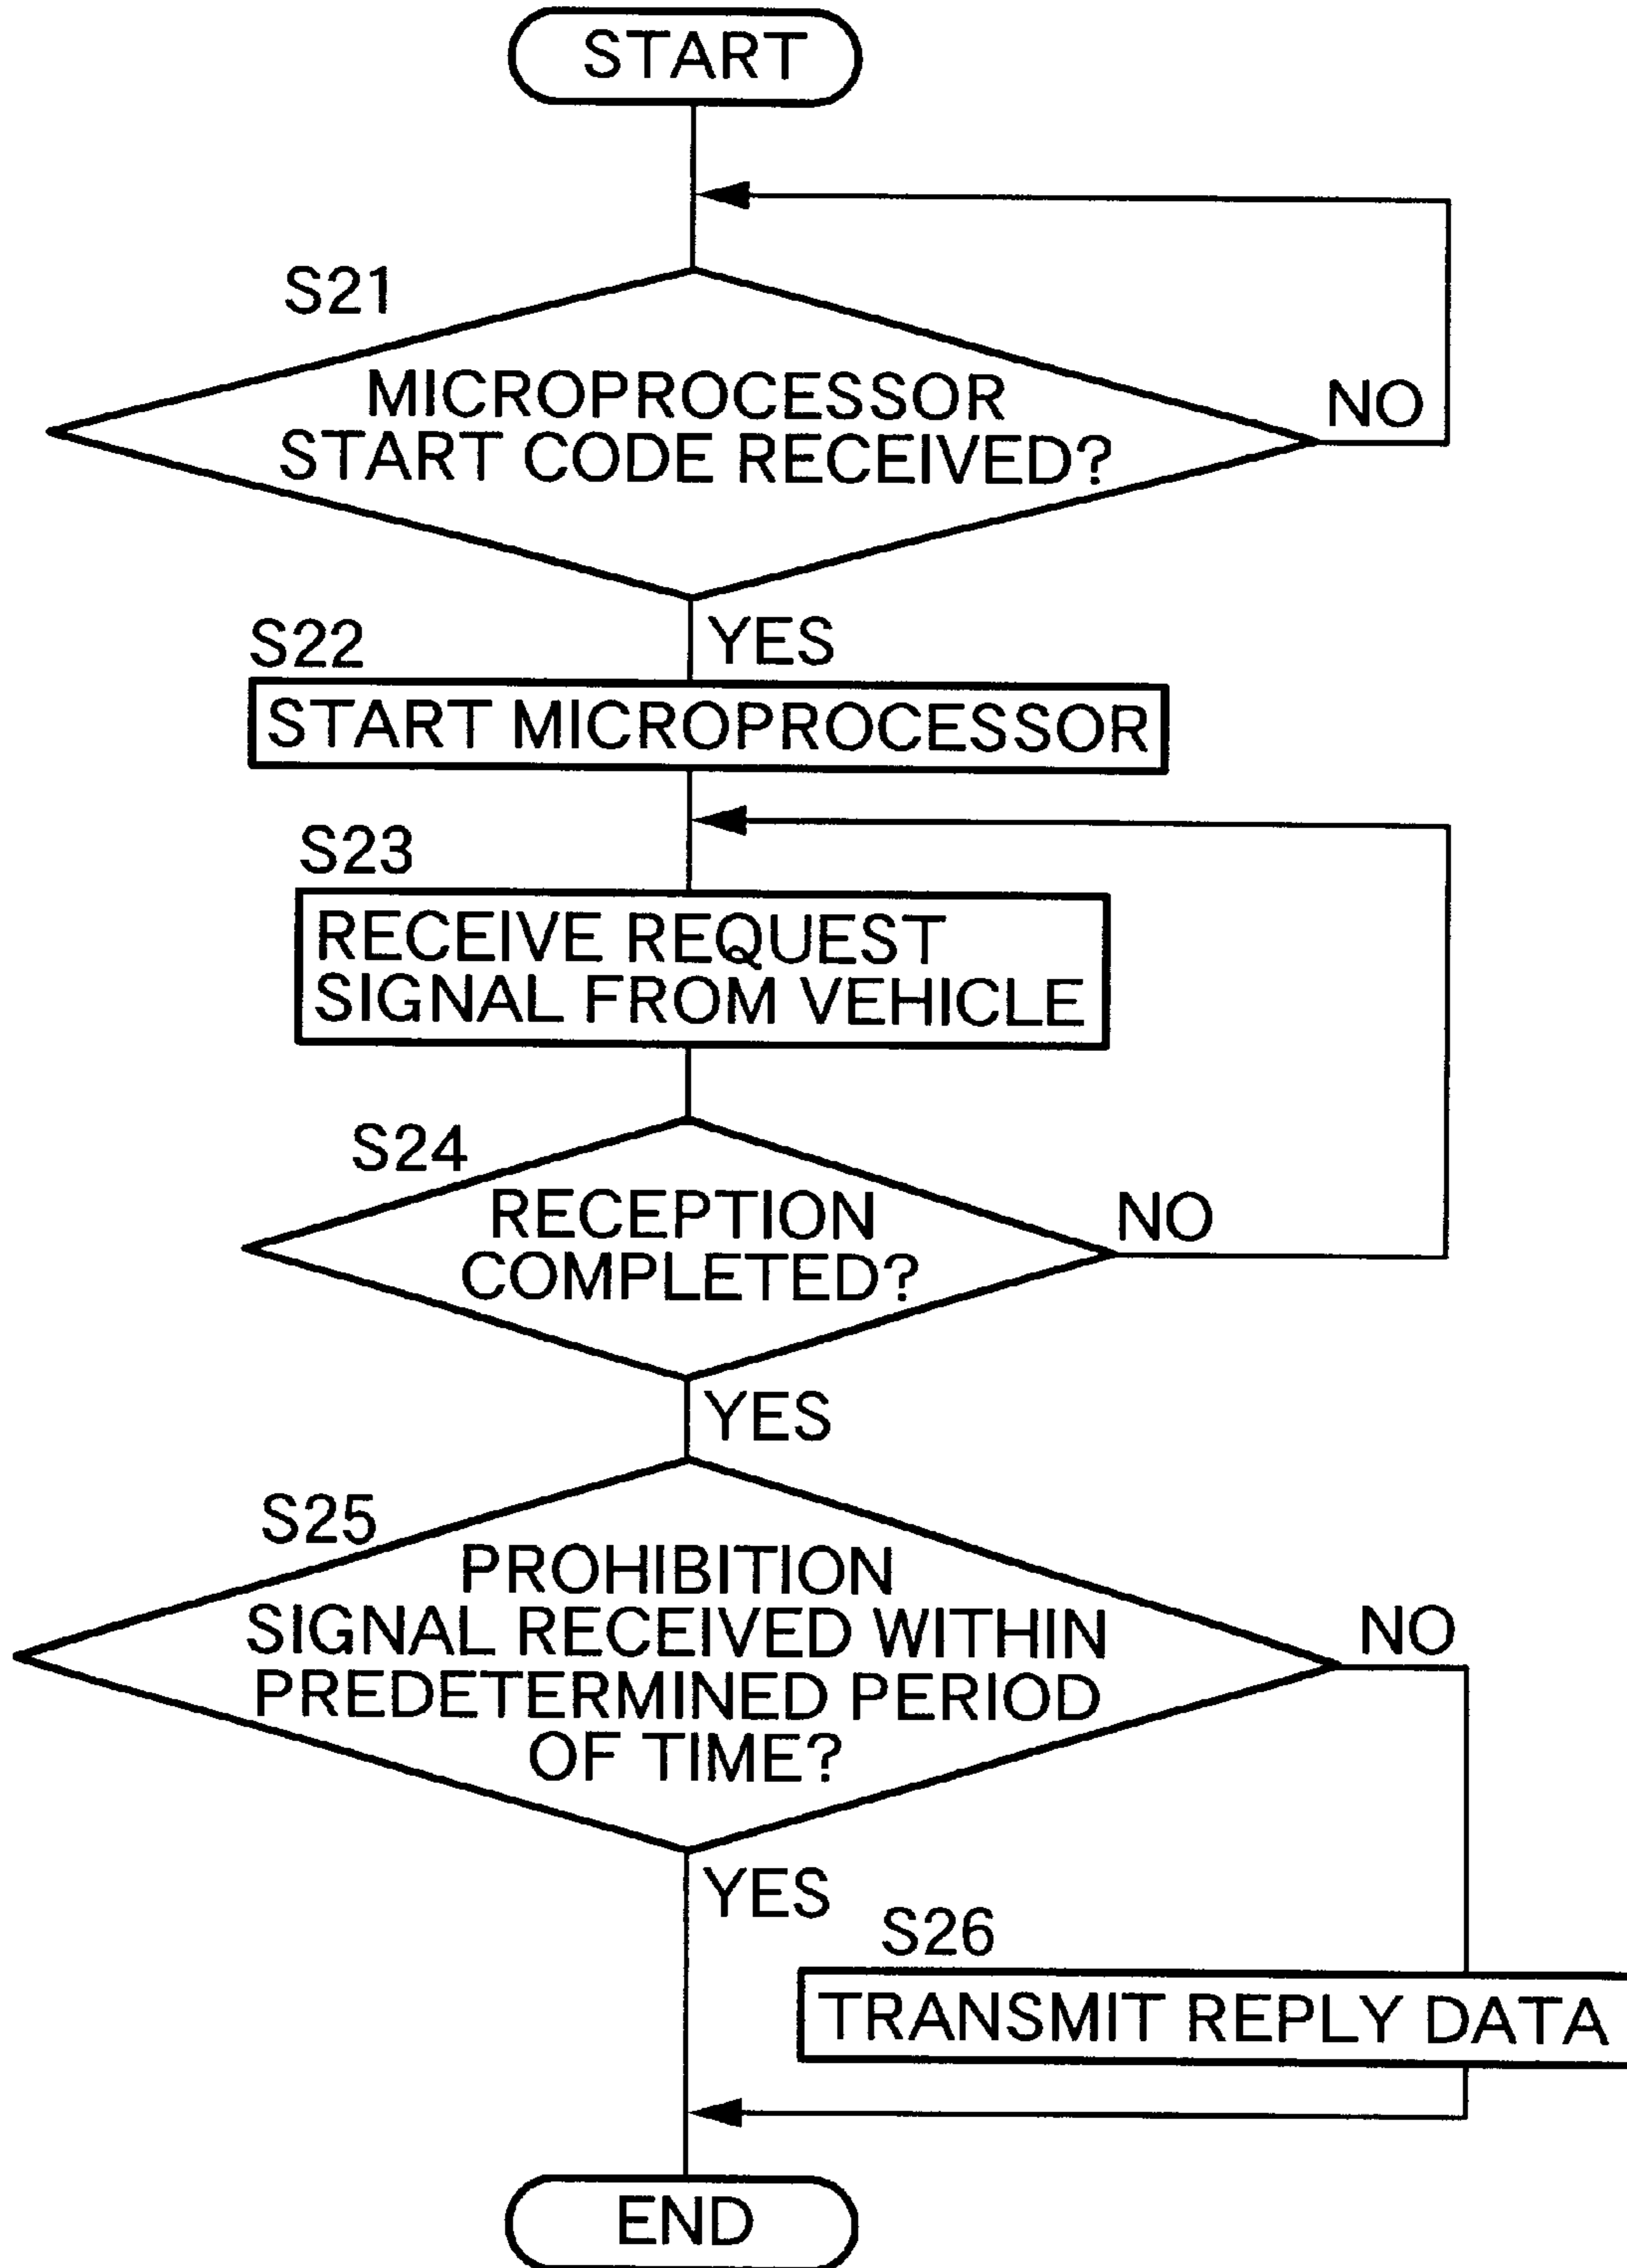 START
S21
MICROPROCESSOR
START CODE RECEIVED?
NO
YES
S22
START MICROPROCESSOR
S23
RECEIVE REQUEST
SIGNAL FROM VEHICLE
S24
RECEPTION
COMPLETED?
NO
YES
S25
PROHIBITION
SIGNAL RECEIVED WITHIN
PREDETERMINED PERIOD
OF TIME?
NO
YES
S26
TRANSMIT REPLY DATA
END